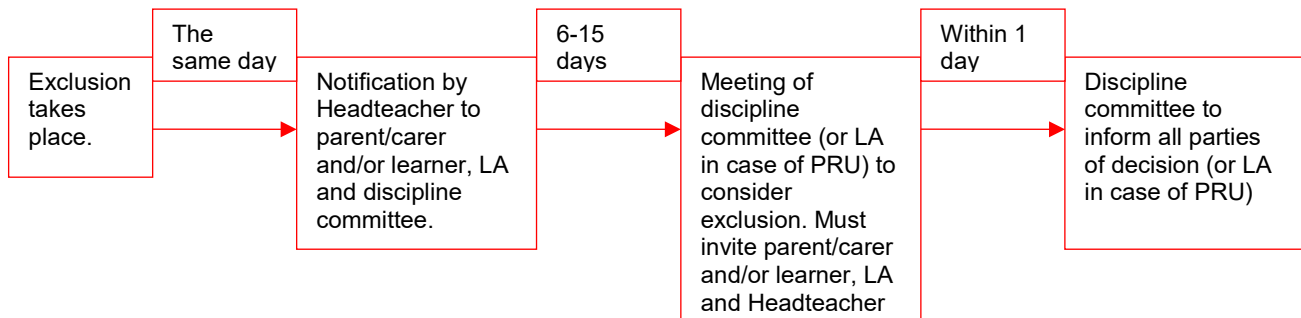 Exclusion
takes
place.
The
same day
Notification by
Headteacher to
parent/carer
and/or learner, LA
and discipline
committee.
6-15
days
Meeting of
discipline
committee (or LA
in case of PRU) to
consider
exclusion. Must
invite parent/carer
and/or learner, LA
and Headteacher
Within 1
day
Discipline
committee to
inform all parties
of decision (or LA
in case of PRU)